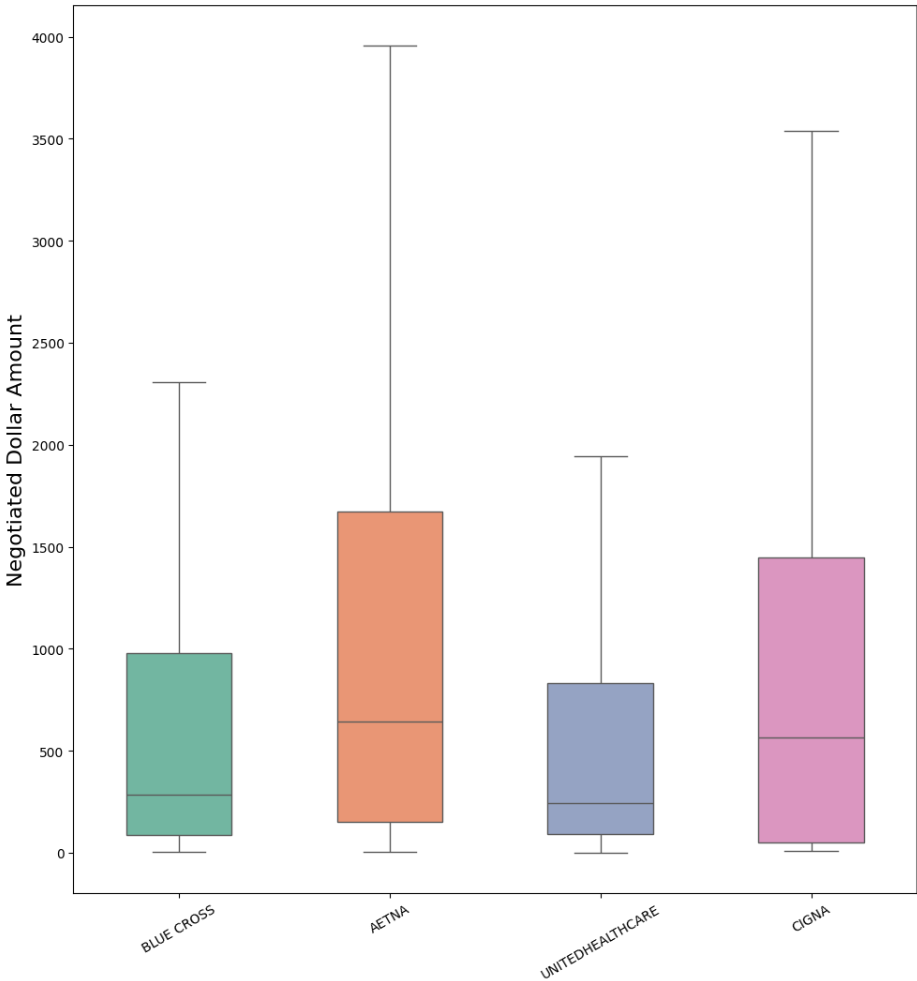 Negotiated Dollar Amount
4000
3500
3000
2500
2000
1500
1000
500
0
BLUE CROSS
AETNA
UNITEDHEALTHCARE
CIGNA